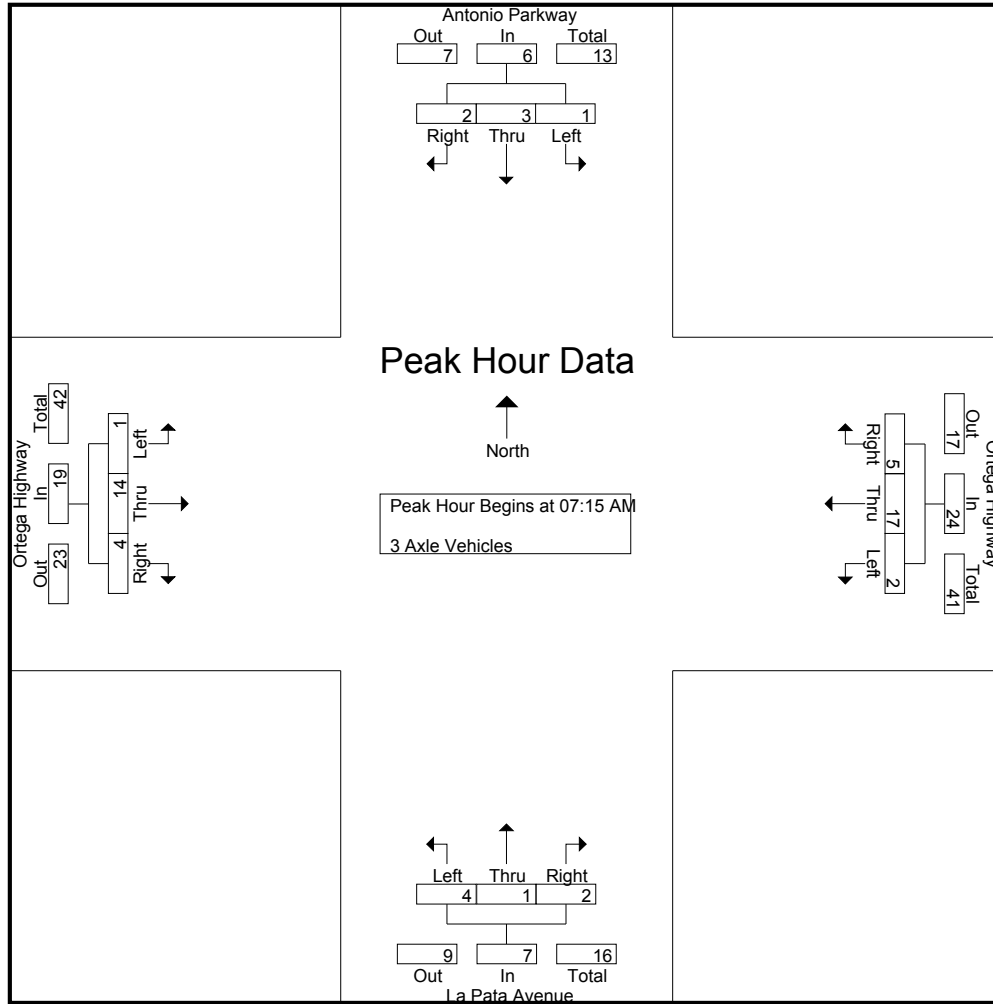 Antonio Parkway
Out In Total
7 6 13
2 3 1
Right Thru Left
Peak Hour Data
North
Peak Hour Begins at 07:15 AM
3 Axle Vehicles
Ortega Highway
Out In Total
23 19 42
Left Thru Right
1 14 4
Ortega Highway
Out In Total
17 24 41
Right Thru Left
5 17 2
Left Thru Right
4 1 2
9 7 16
Out In Total
La Pata Avenue